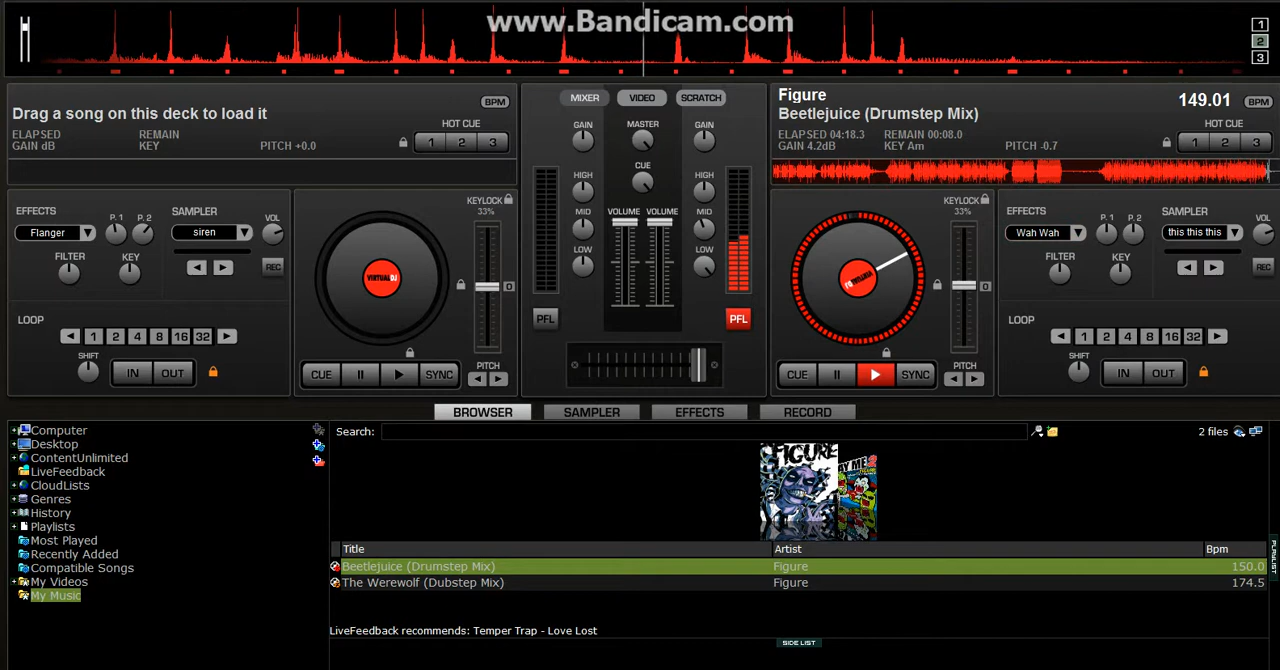 www.Bandicam.com
1
2
3
Drag a song on this deck to load it
BPM
ELAPSED
REMAIN
GAIN dB
KEY
PITCH +0.0
HOT CUE
1 2 3
MIXER VIDEO SCRATCH
GAIN MASTER GAIN
CUE
HIGH HIGH
MID VOLUME VOLUME MID
LOW LOW
PFL PFL
Figure
149.01 BPM
Beetlejuice (Drumstep Mix)
ELAPSED 04:18.3 REMAIN 00:08.0
GAIN 4.2dB KEY Am PITCH -0.7
HOT CUE
1 2 3
EFFECTS
Flanger
P. 1 P. 2
SAMPLER
siren
VOL
FILTER KEY
REC
LOOP
1 2 4 8 16 32
SHIFT
IN OUT
KEYLOCK
33%
VIRTUALDJ
0
CUE SYNC
PITCH
KEYLOCK
33%
VIRTUALDJ
0
CUE SYNC
PITCH
EFFECTS
Wah Wah
P. 1 P. 2
SAMPLER
this this this
VOL
FILTER KEY
REC
LOOP
1 2 4 8 16 32
SHIFT
IN OUT
BROWSER SAMPLER EFFECTS RECORD
Computer
Desktop
ContentUnlimited
LiveFeedback
CloudLists
Genres
History
Playlists
Most Played
Recently Added
Compatible Songs
My Videos
My Music
Search:
2 files
FIGURE
Title Artist Bpm
Beetlejuice (Drumstep Mix) Figure 150.0
The Werewolf (Dubstep Mix) Figure 174.5
LiveFeedback recommends: Temper Trap - Love Lost
SIDE LIST
PLAYLIST